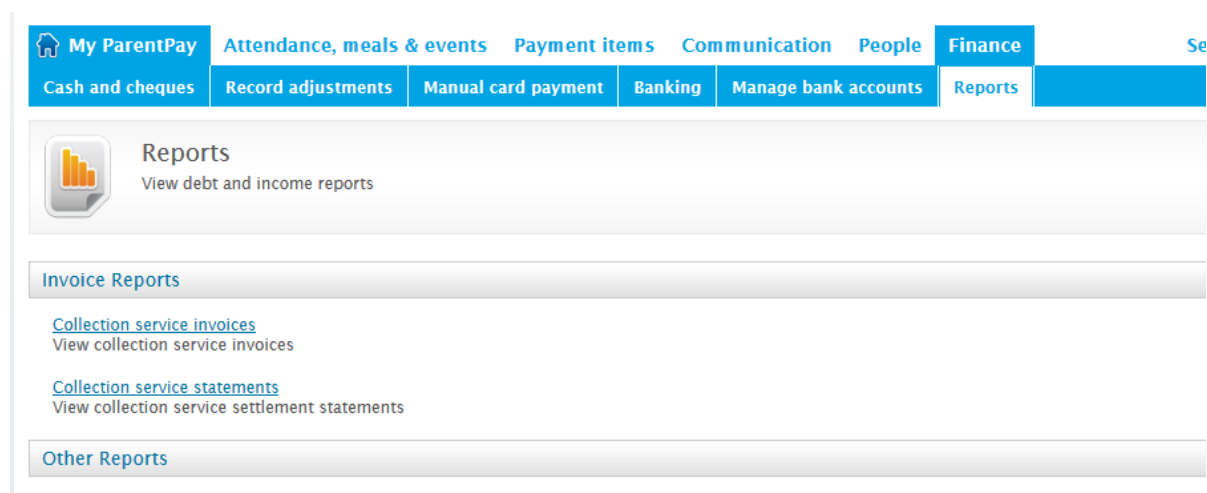 My ParentPay Attendance, meals & events Payment items Communication People Finance
Cash and cheques Record adjustments Manual card payment Banking Manage bank accounts Reports
Reports
View debt and income reports
Invoice Reports
Collection service invoices
View collection service invoices
Collection service statements
View collection service settlement statements
Other Reports